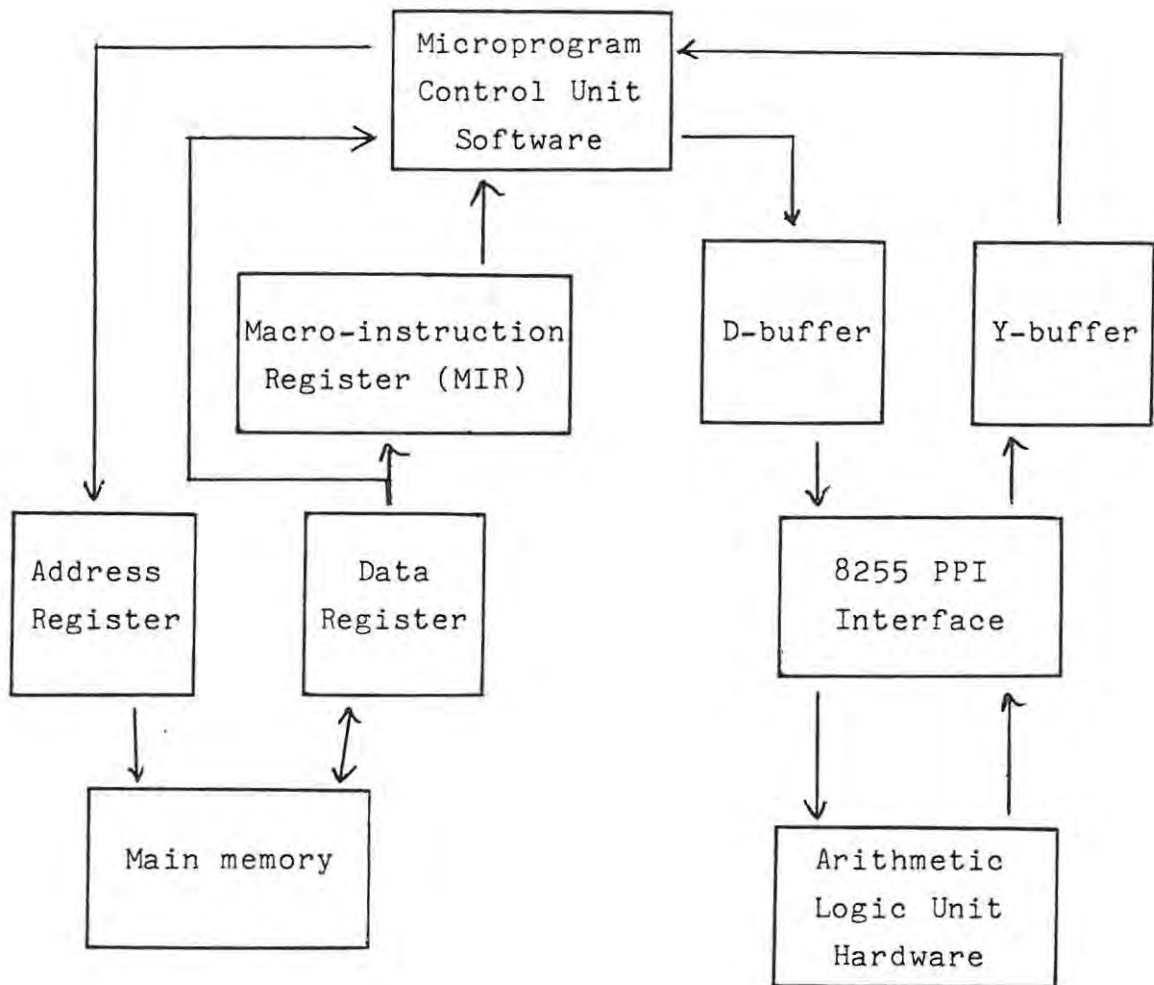 Microprogram
Control Unit
Software
Macro-instruction
Register (MIR)
D-buffer
Y-buffer
Address
Register
Data
Register
8255 PPI
Interface
Main memory
Arithmetic
Logic Unit
Hardware